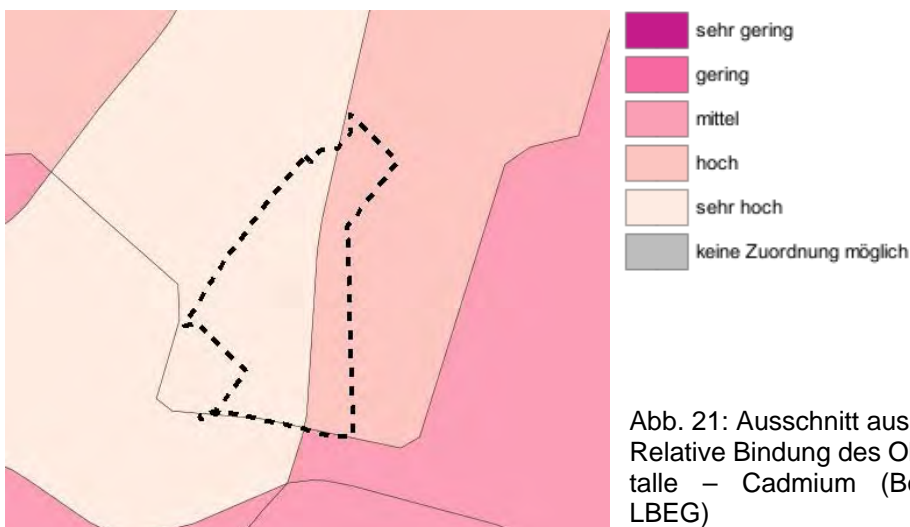 sehr gering
gering
mittel
hoch
sehr hoch
keine Zuordnung möglich
Abb. 21: Ausschnitt aus
Relative Bindung des O
talle – Cadmium (B
LBEG)